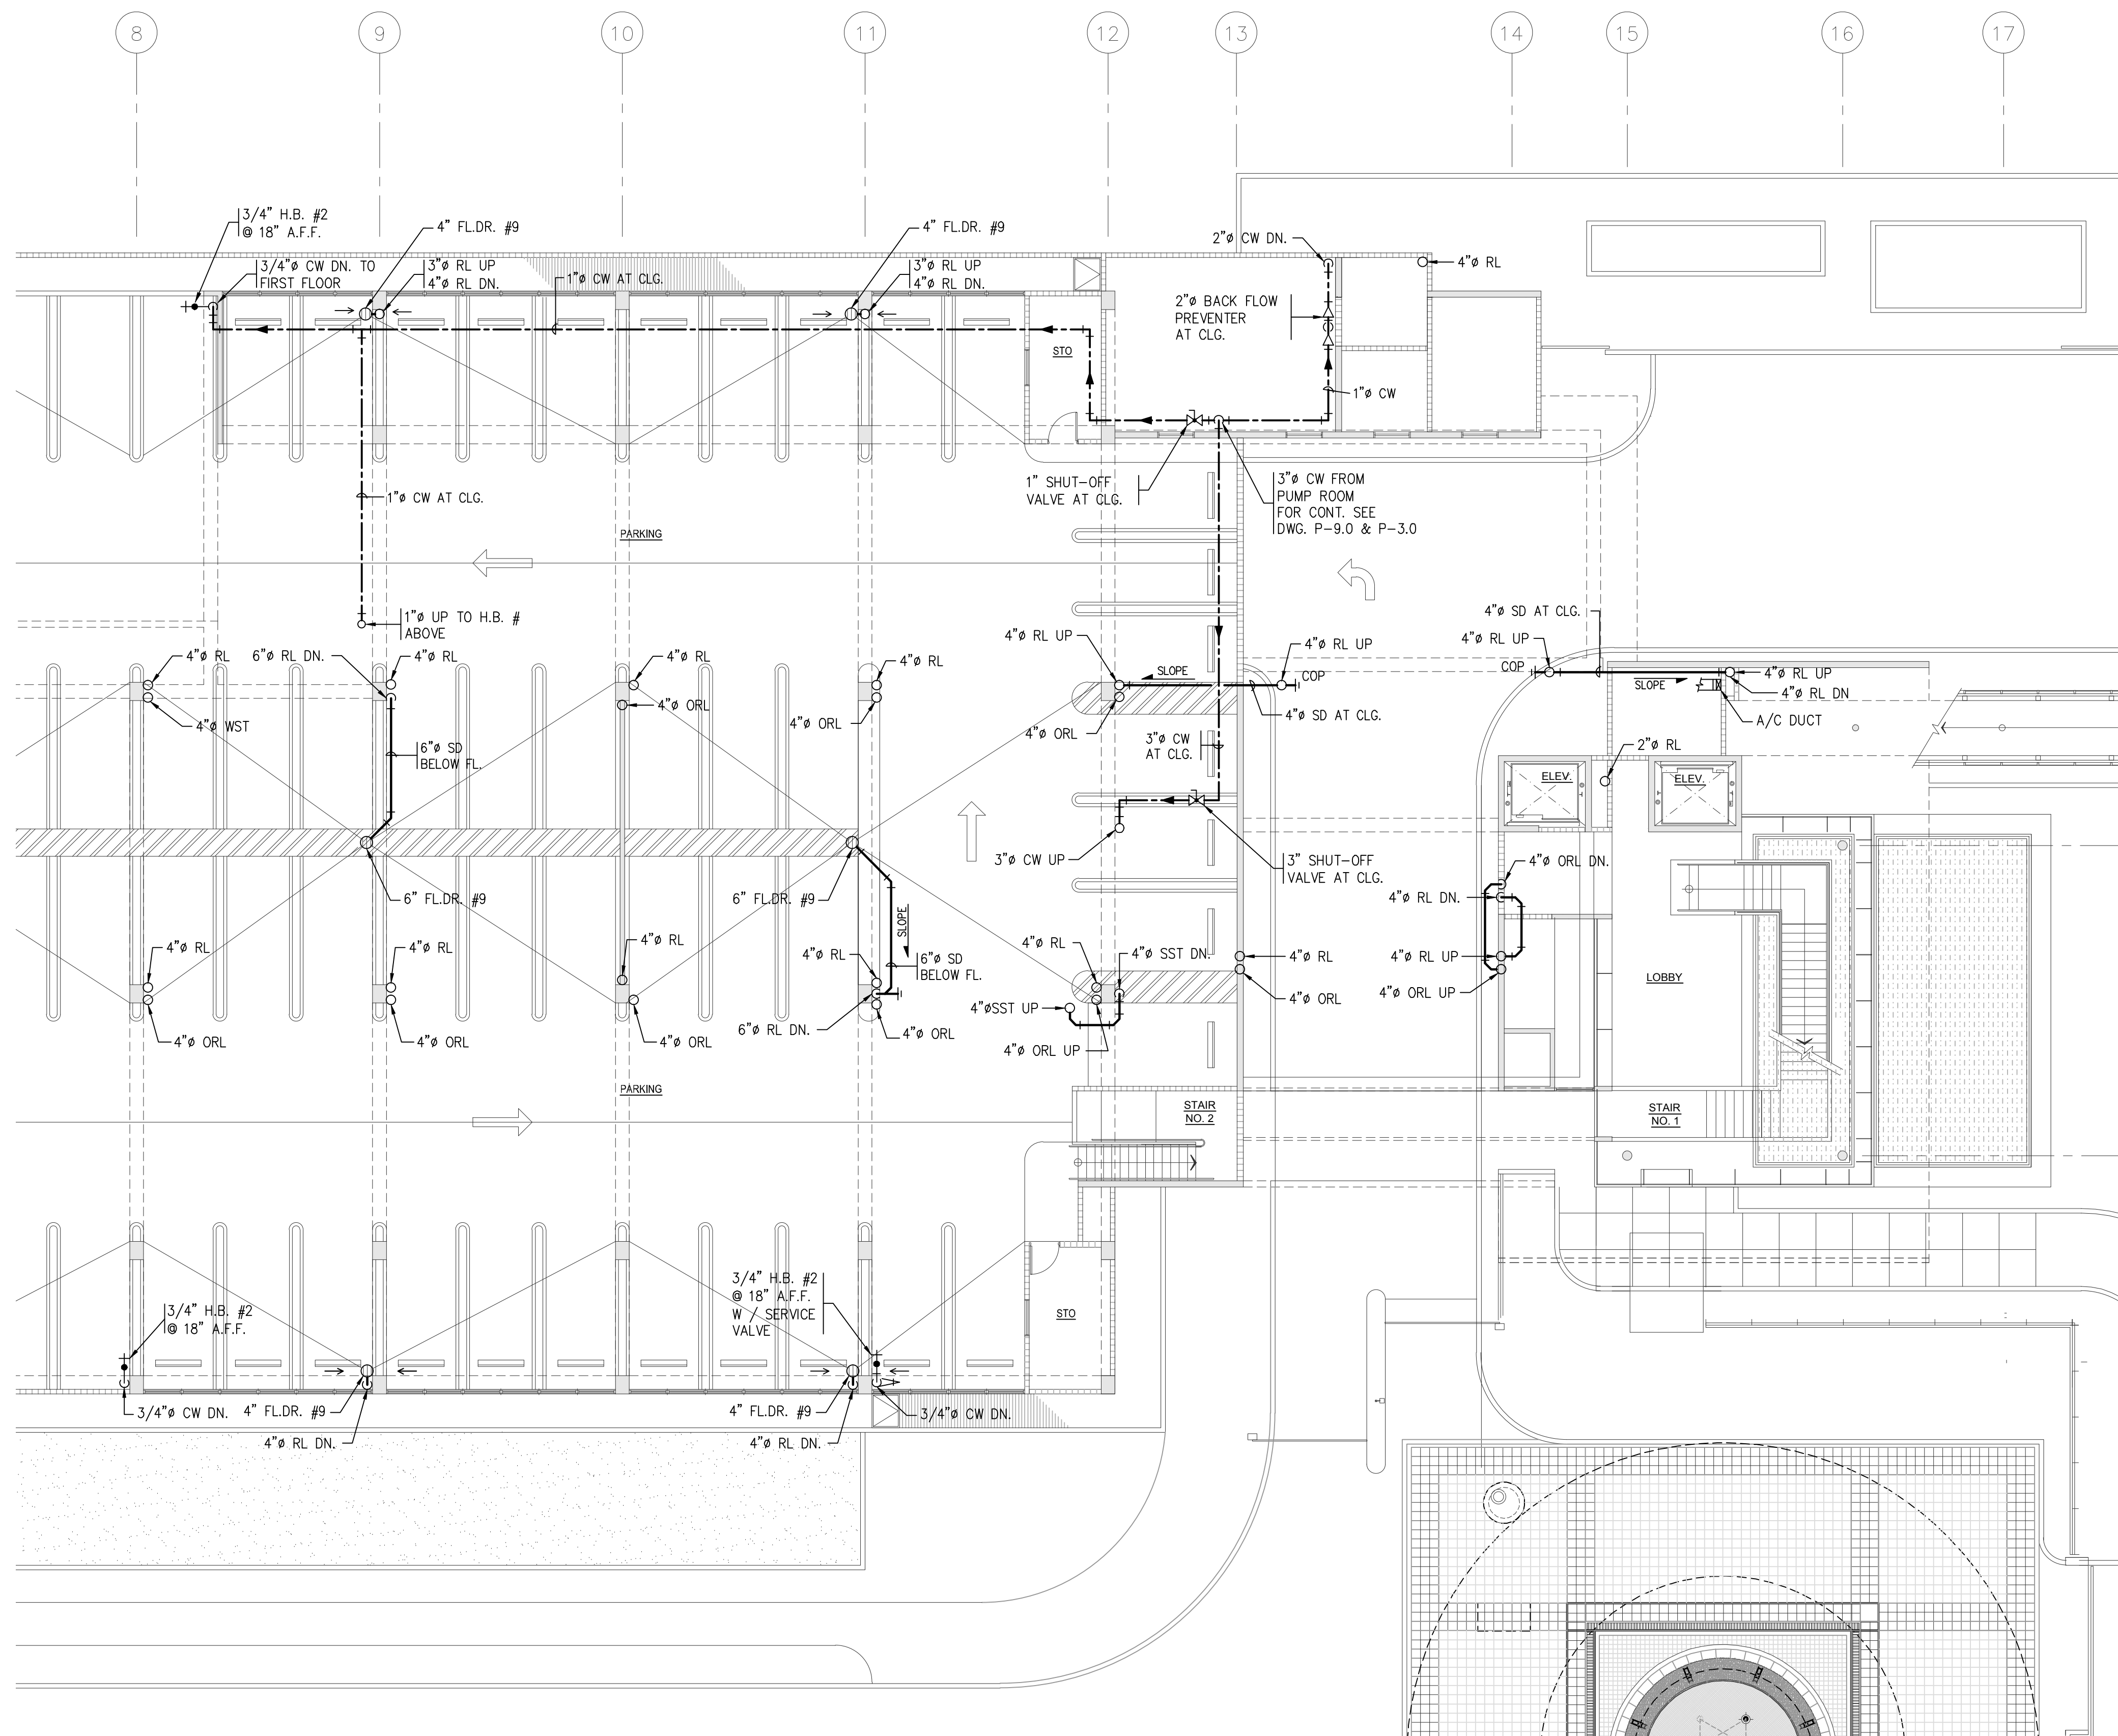 8
9
10
11
12
13
14
15
16
17
3/4" H.B. #2
@ 18" A.F.F.
4" FL.DR. #9
4" FL.DR. #9
2"ø CW DN.
4"ø RL
3/4"ø CW DN. TO
FIRST FLOOR
3"ø RL UP
4"ø RL DN.
1"ø CW AT CLG.
3"ø RL UP
4"ø RL DN.
2"ø BACK FLOW
PREVENTER
AT CLG.
STO
1"ø CW
1"ø CW AT CLG.
1" SHUT-OFF
VALVE AT CLG.
3"ø CW FROM
PUMP ROOM
FOR CONT. SEE
DWG. P-9.0 & P-3.0
PARKING
1"ø UP TO H.B. #
ABOVE
4"ø SD AT CLG.
4"ø RL
6"ø RL DN.
4"ø RL
4"ø RL
4"ø RL
4"ø RL UP
4"ø RL UP
4"ø RL UP
SLOPE
COP
COP
SLOPE
4"ø RL UP
4"ø RL DN
4"ø WST
4"ø ORL
4"ø ORL
4"ø ORL
4"ø SD AT CLG.
A/C DUCT
6"ø SD
BELOW FL.
3"ø CW
AT CLG.
2"ø RL
ELEV.
ELEV.
3"ø CW UP
3" SHUT-OFF
VALVE AT CLG.
4"ø ORL DN.
6" FL.DR. #9
6" FL.DR. #9
4"ø RL DN.
SLOPE
4"ø RL
4"ø RL
4"ø RL
4"ø RL
6"ø SD
BELOW FL.
4"ø RL
4"ø SST DN.
4"ø RL
4"ø RL UP
LOBBY
4"ø ORL
4"ø ORL UP
4"øSST UP
6"ø RL DN.
4"ø ORL
4"ø ORL
4"ø ORL
4"ø ORL
4"ø ORL UP
PARKING
STAIR
NO. 2
STAIR
NO. 1
3/4" H.B. #2
@ 18" A.F.F.
3/4" H.B. #2
@ 18" A.F.F.
W / SERVICE
VALVE
STO
3/4"ø CW DN.
4" FL.DR. #9
4"ø RL DN.
4" FL.DR. #9
4"ø RL DN.
3/4"ø CW DN.